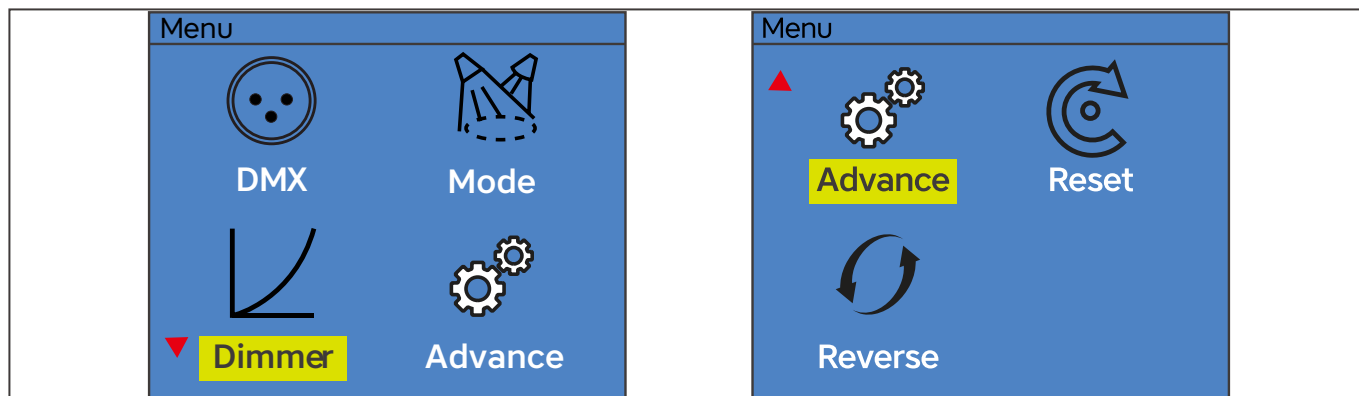 Menu
DMX
Mode
Dimmer
Advance
Menu
Advance
Reset
Reverse